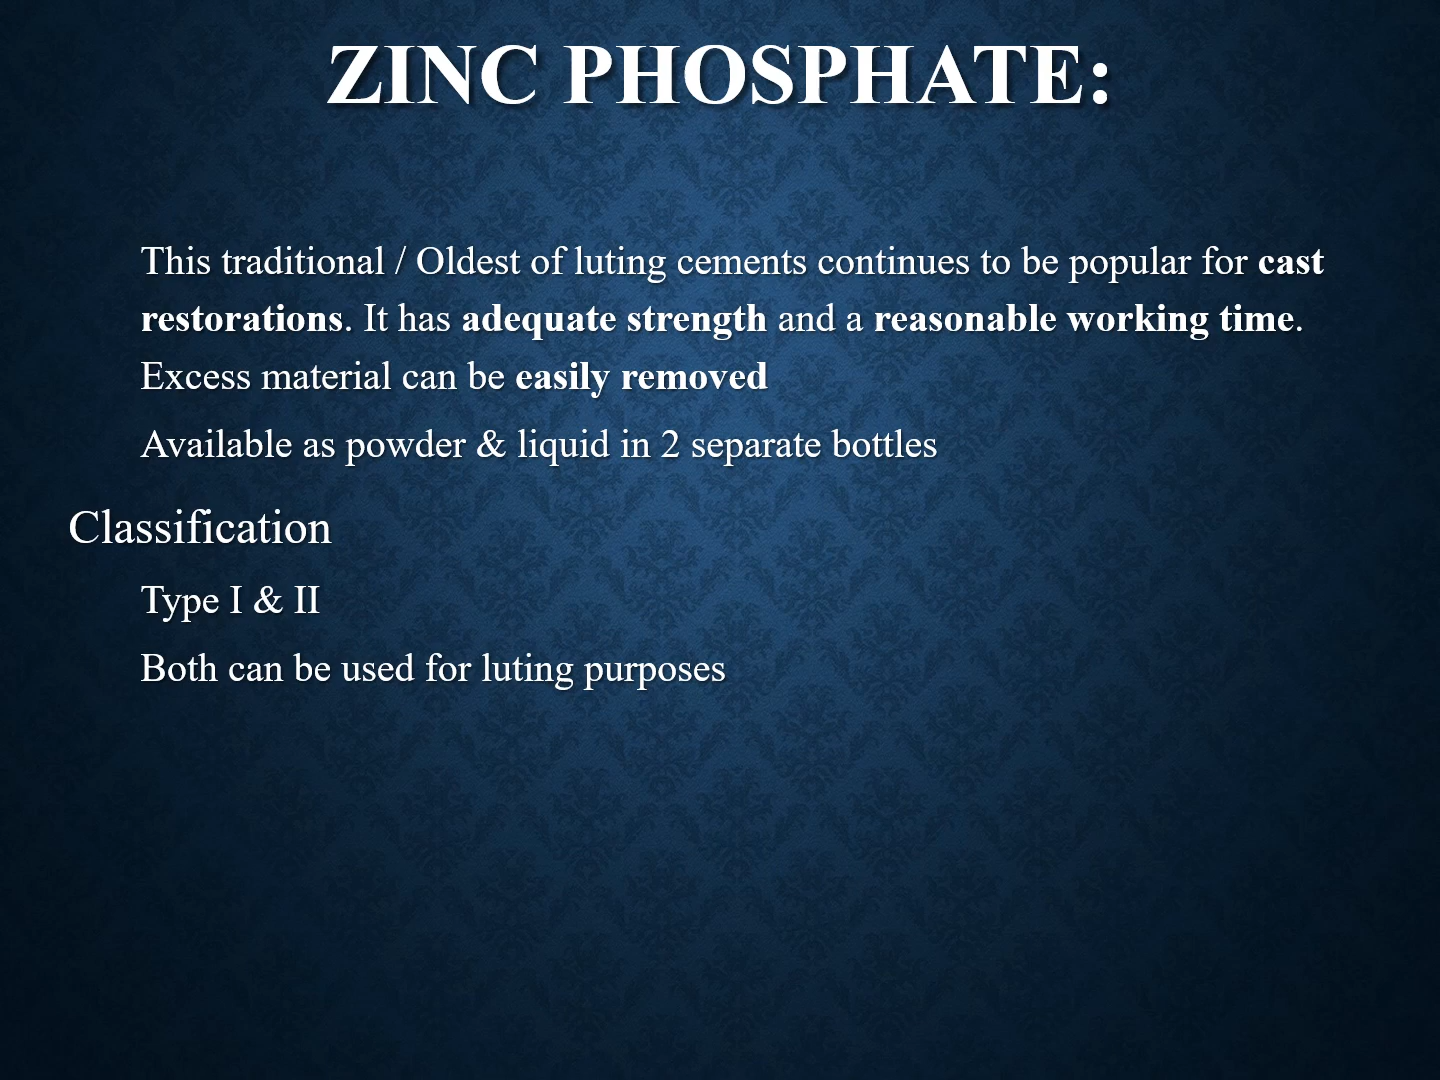 ZINC PHOSPHATE:
This traditional / Oldest of luting cements continues to be popular for cast
restorations. It has adequate strength and a reasonable working time.
Excess material can be easily removed
Available as powder & liquid in 2 separate bottles
Classification
Type I & II
Both can be used for luting purposes